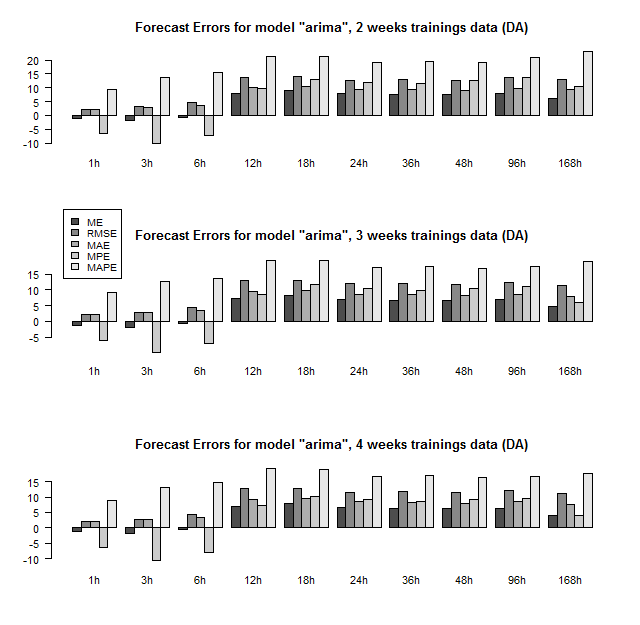 Forecast Errors for model "arima", 2 weeks trainings data (DA)
20
15
10
5
0
-5
-10
1h 3h 6h 12h 18h 24h 36h 48h 96h 168h
ME
RMSE
MAE
MPE
MAPE
Forecast Errors for model "arima", 3 weeks trainings data (DA)
15
10
5
0
-5
1h 3h 6h 12h 18h 24h 36h 48h 96h 168h
Forecast Errors for model "arima", 4 weeks trainings data (DA)
15
10
5
0
-5
-10
1h 3h 6h 12h 18h 24h 36h 48h 96h 168h